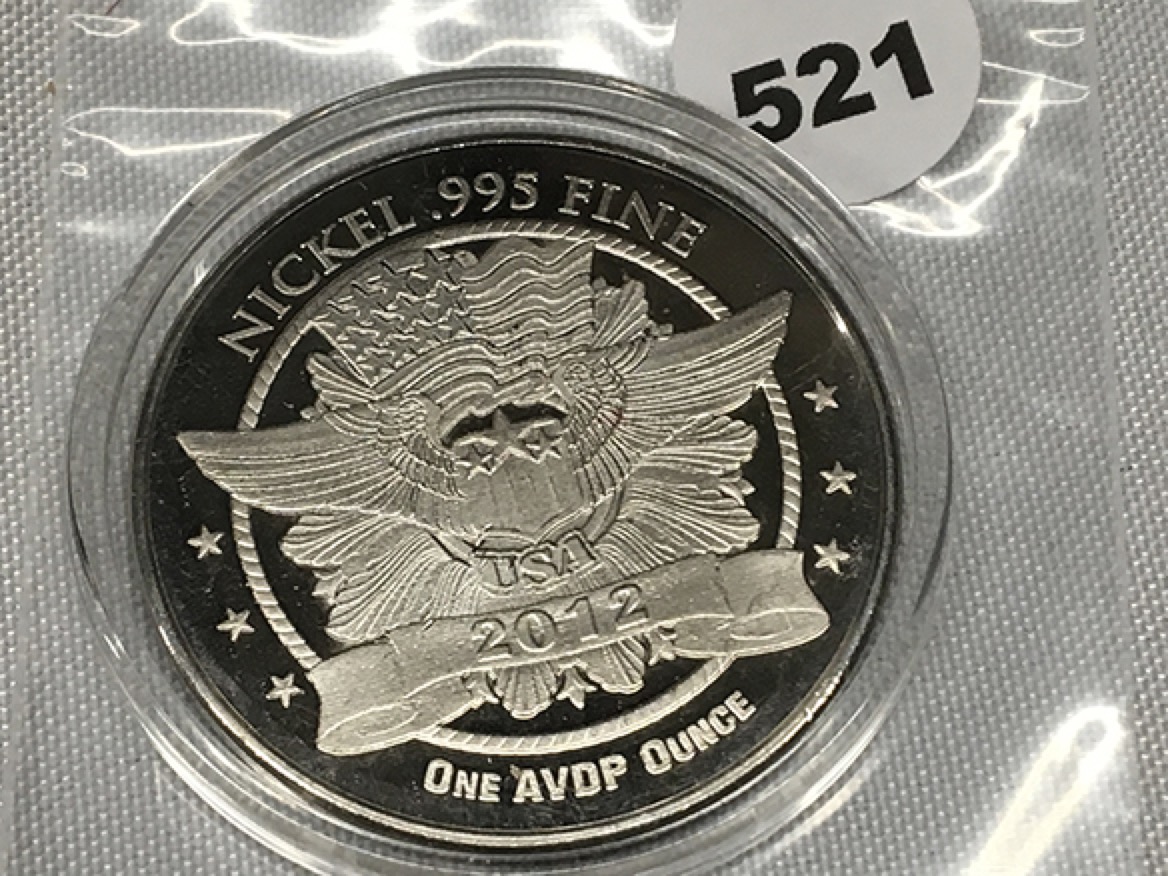 521
NICKEL .995 FINE
USA
2012
ONE AVDP OUNCE